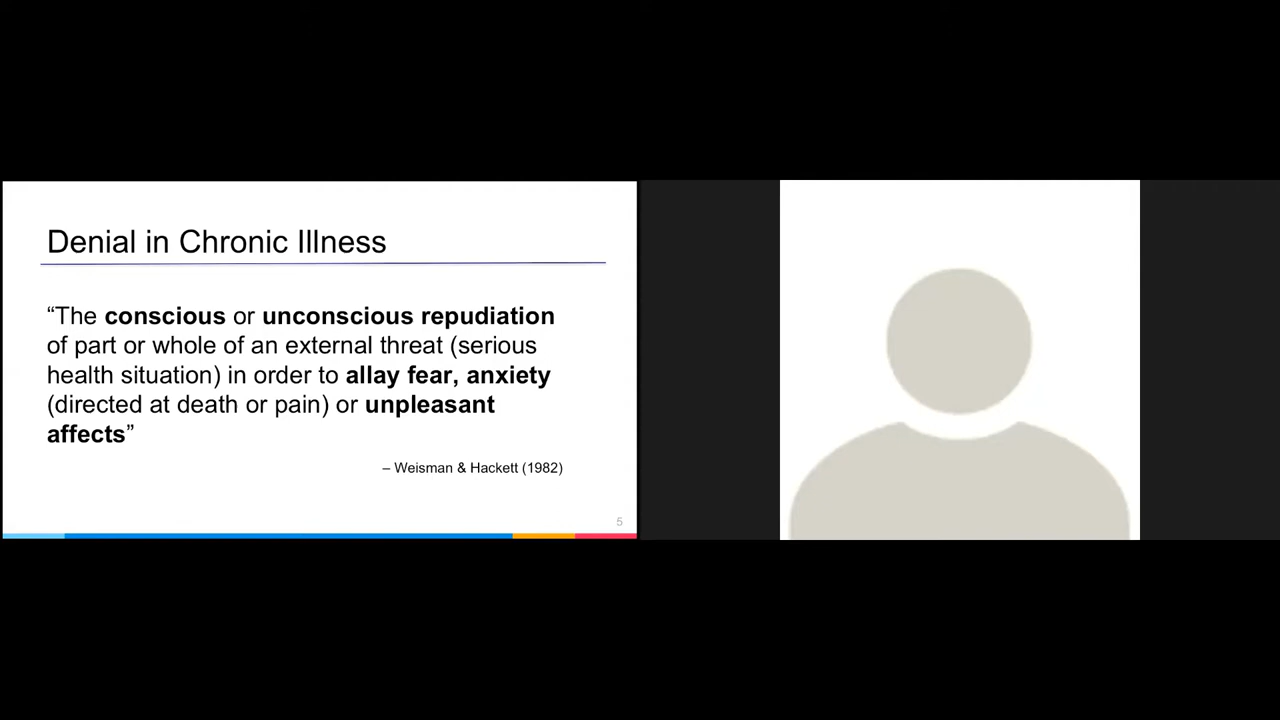 Denial in Chronic Illness
“The conscious or unconscious repudiation
of part or whole of an external threat (serious
health situation) in order to allay fear, anxiety
(directed at death or pain) or unpleasant
affects”
– Weisman & Hackett (1982)
5